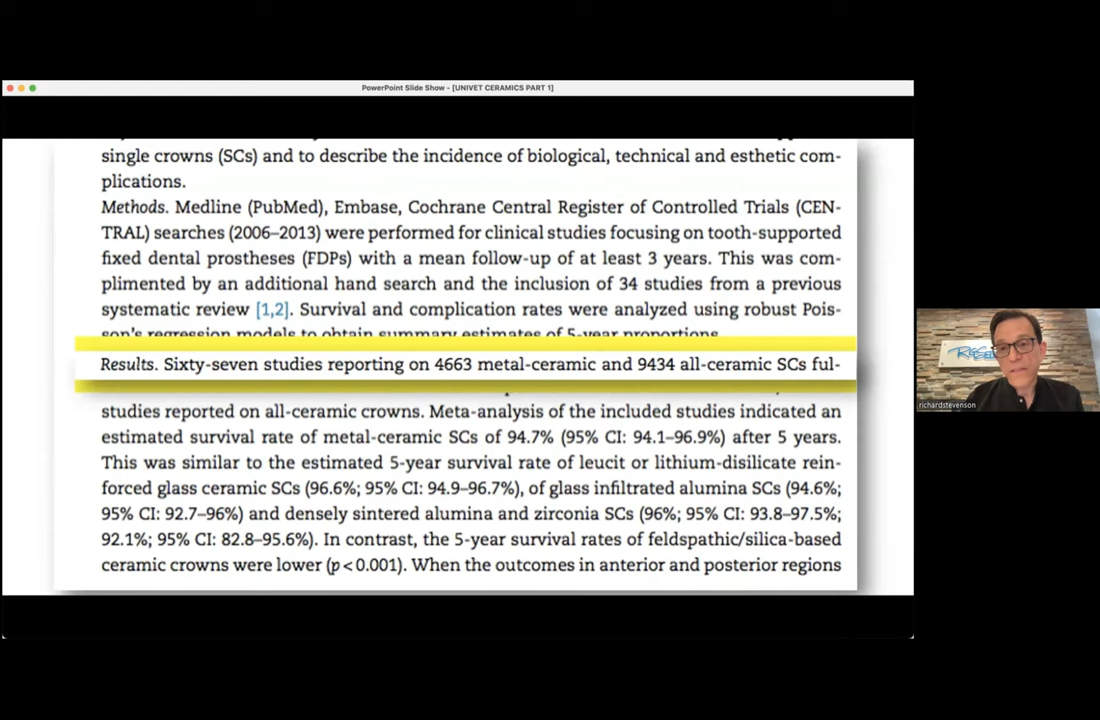 PowerPoint Slide Show - [UNIVET CERAMICS PART 1]
single crowns (SCs) and to describe the incidence of biological, technical and esthetic com-
plications.
Methods. Medline (PubMed), Embase, Cochrane Central Register of Controlled Trials (CEN-
TRAL) searches (2006–2013) were performed for clinical studies focusing on tooth-supported
fixed dental prostheses (FDPs) with a mean follow-up of at least 3 years. This was com-
plimented by an additional hand search and the inclusion of 34 studies from a previous
systematic review [1,2]. Survival and complication rates were analyzed using robust Pois-
son's regression models to obtain summary estimates of 5-year proportions.
Results. Sixty-seven studies reporting on 4663 metal-ceramic and 9434 all-ceramic SCs ful-
studies reported on all-ceramic crowns. Meta-analysis of the included studies indicated an
estimated survival rate of metal-ceramic SCs of 94.7% (95% CI: 94.1–96.9%) after 5 years.
This was similar to the estimated 5-year survival rate of leucit or lithium-disilicate rein-
forced glass ceramic SCs (96.6%; 95% CI: 94.9–96.7%), of glass infiltrated alumina SCs (94.6%;
95% CI: 92.7–96%) and densely sintered alumina and zirconia SCs (96%; 95% CI: 93.8–97.5%;
92.1%; 95% CI: 82.8–95.6%). In contrast, the 5-year survival rates of feldspathic/silica-based
ceramic crowns were lower (p < 0.001). When the outcomes in anterior and posterior regions
richardstevenson